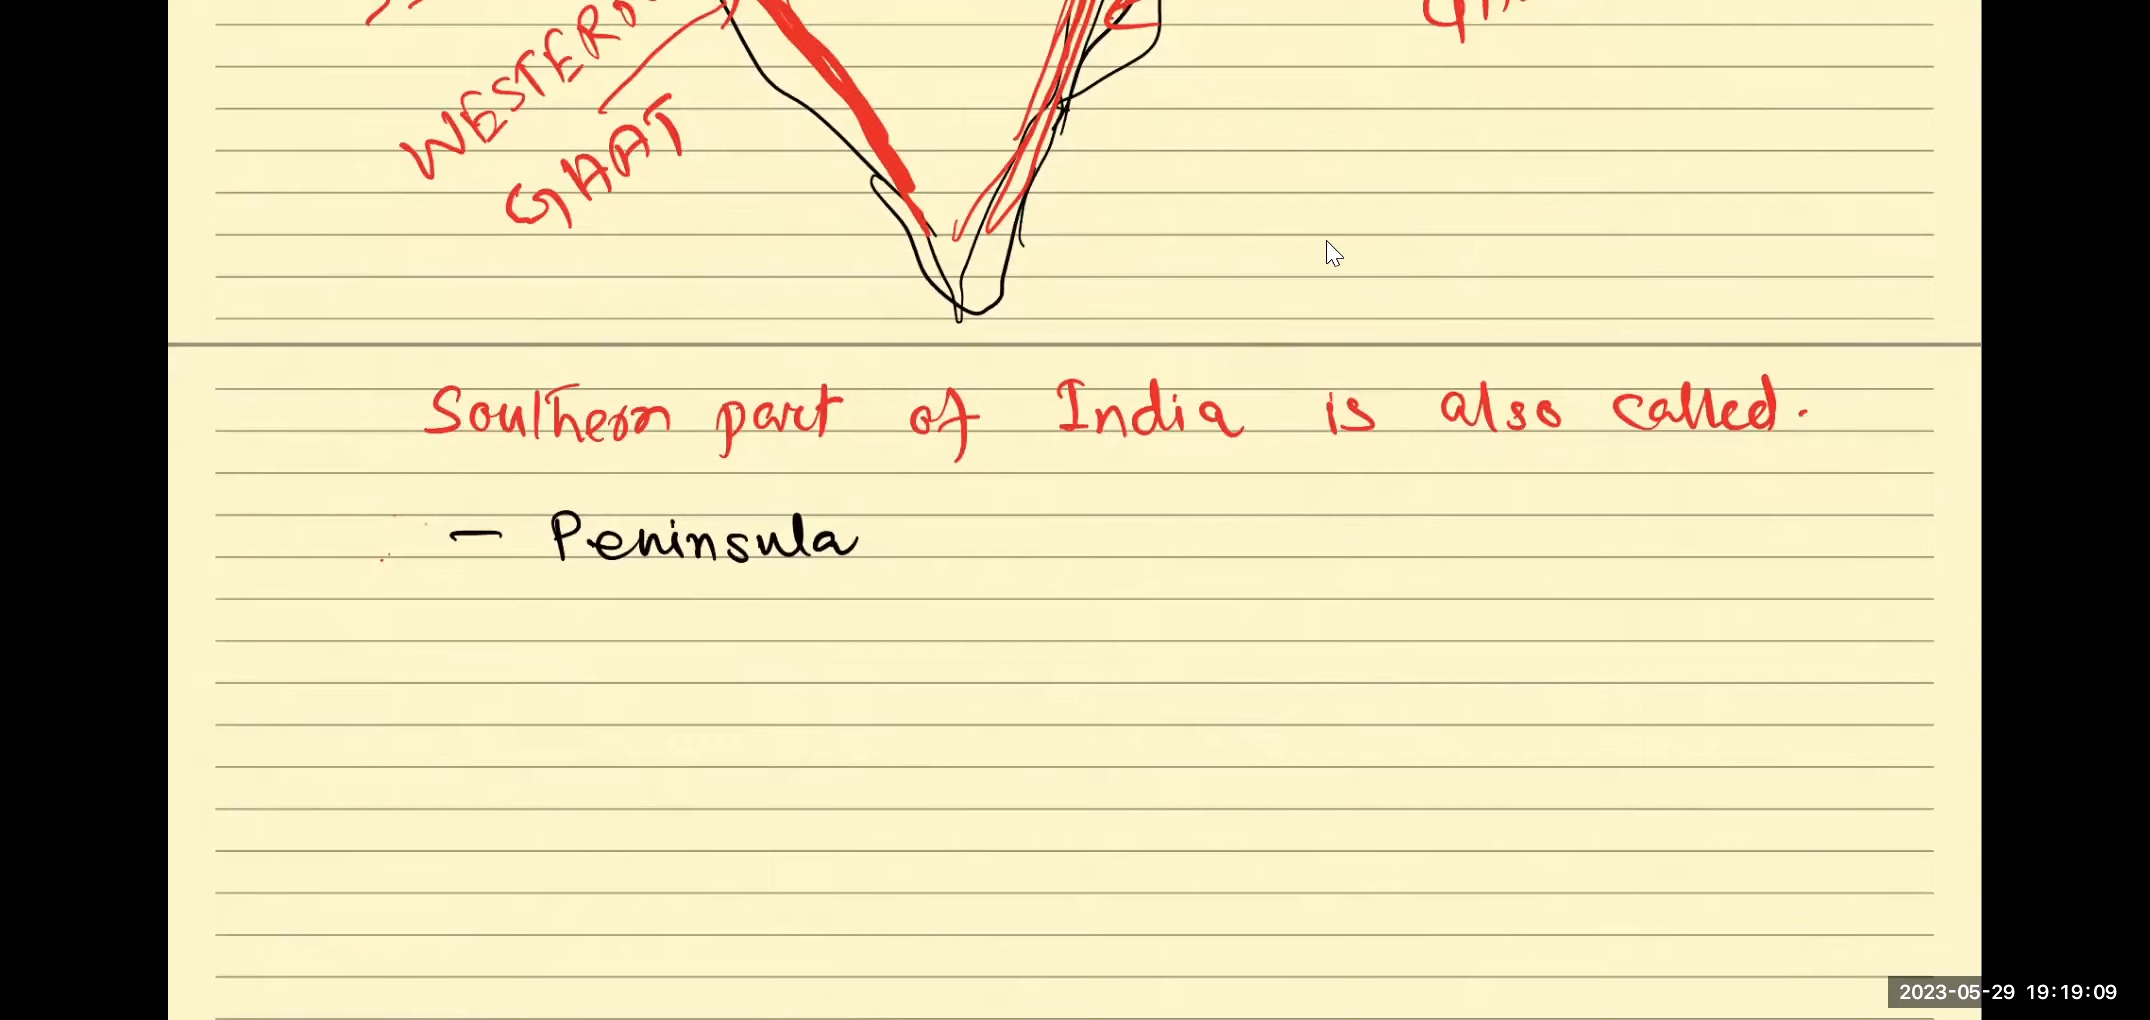 WESTERN
GHAT
Southern part of India is also called.
- Peninsula
2023-05-29 19:19:09